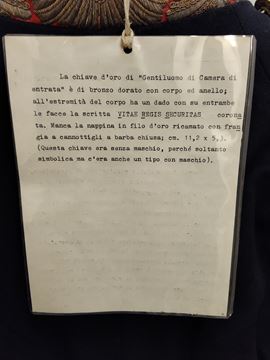 La chiave d'oro di "Gentiluomo di Camera di
entrata" è di bronzo dorato con corpo ed anello;
all'estremità del corpo ha un dado con su entrambe
le facce la scritta VITAE REGIS SECURITAS corona
ta. Manca la nappina in filo d'oro ricamato con fran
gia a cannottigli a barba chiusa; cm. 11,2 x 5,).
(Questa chiave era senza maschio, perché soltanto
simbolica ma c'era anche un tipo con maschio).